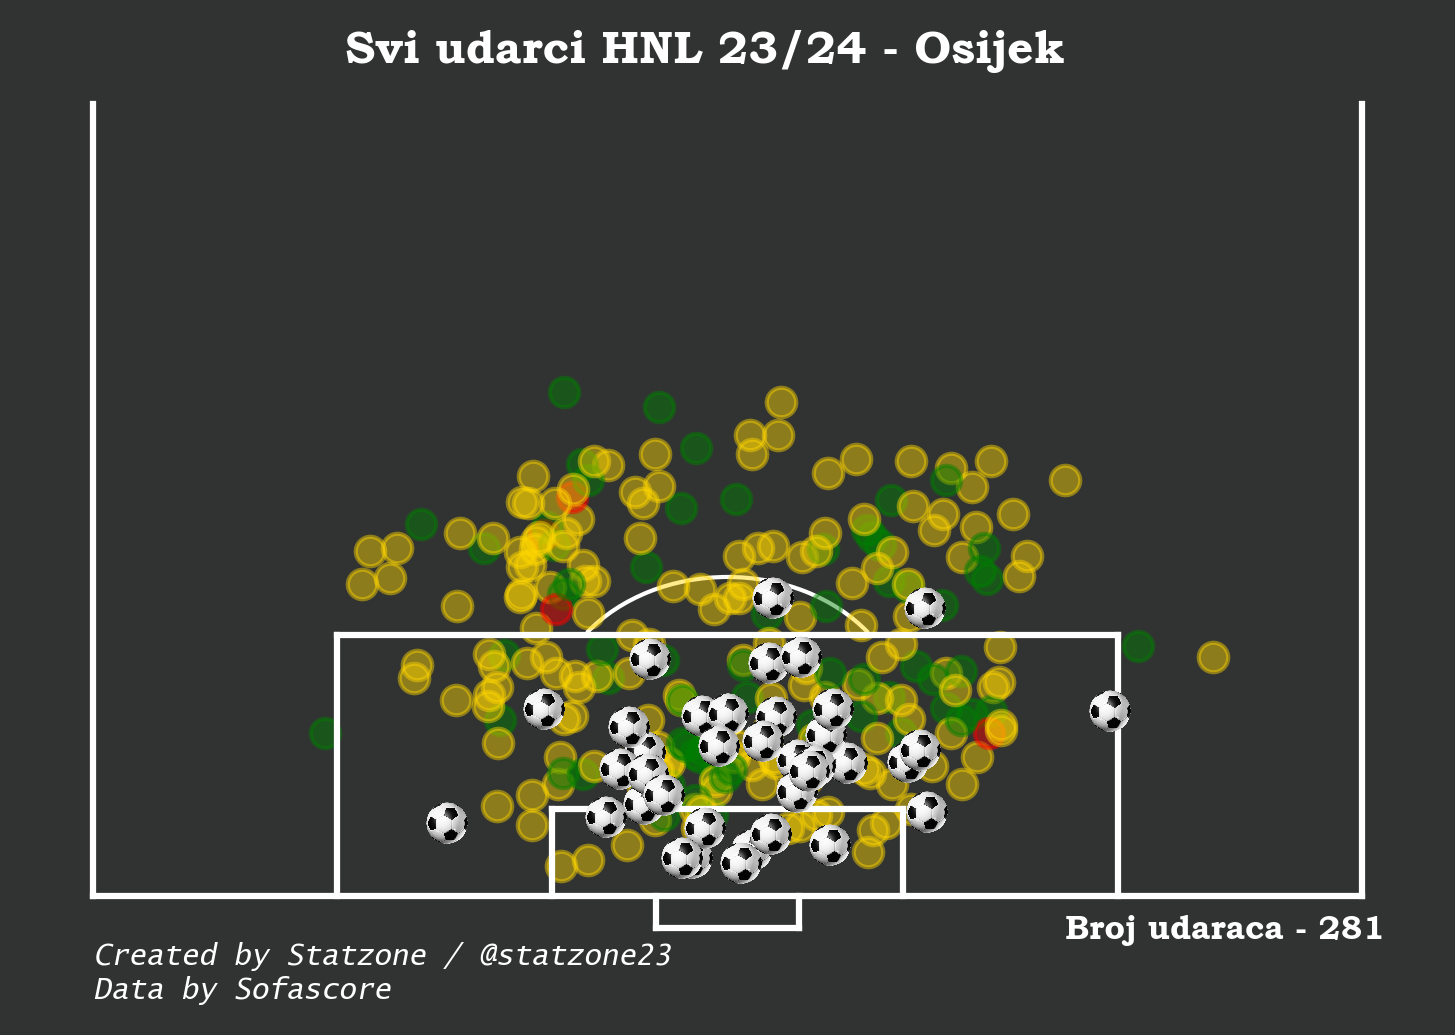 Svi udarci HNL 23/24 - Osijek
Broj udaraca - 281
Created by Statzone / @statzone23
Data by Sofascore